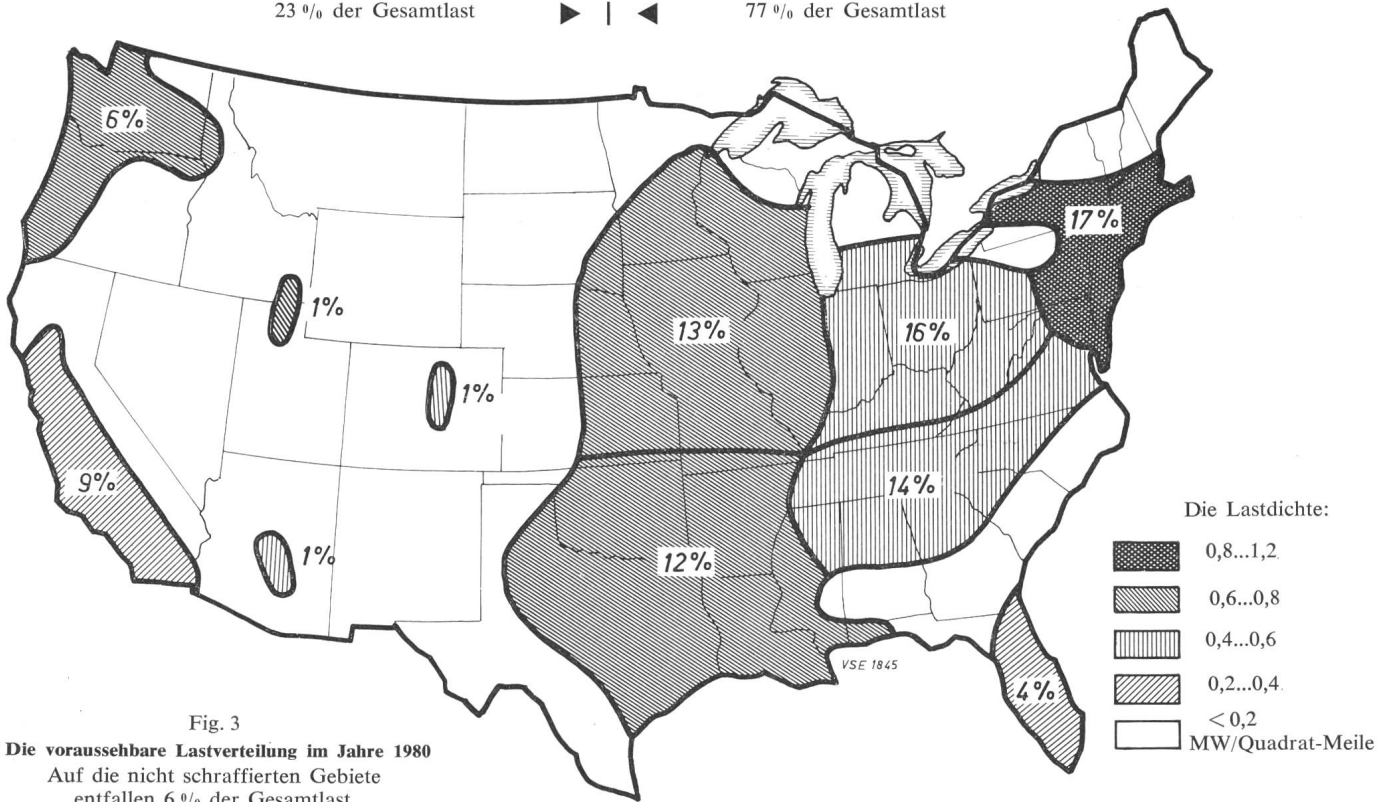 23 % der Gesamtlast
77 % der Gesamtlast
6%
17%
1%
13%
16%
1%
9%
14%
1%
12%
4%
VSE 1845
Die Lastdichte:
0,8...1,2
0,6...0,8
0,4...0,6
0,2...0,4
< 0,2
MW/Quadrat-Meile
Fig. 3
Die voraussehbare Lastverteilung im Jahre 1980
Auf die nicht schraffierten Gebiete
entfallen 6 % der Gesamtlast